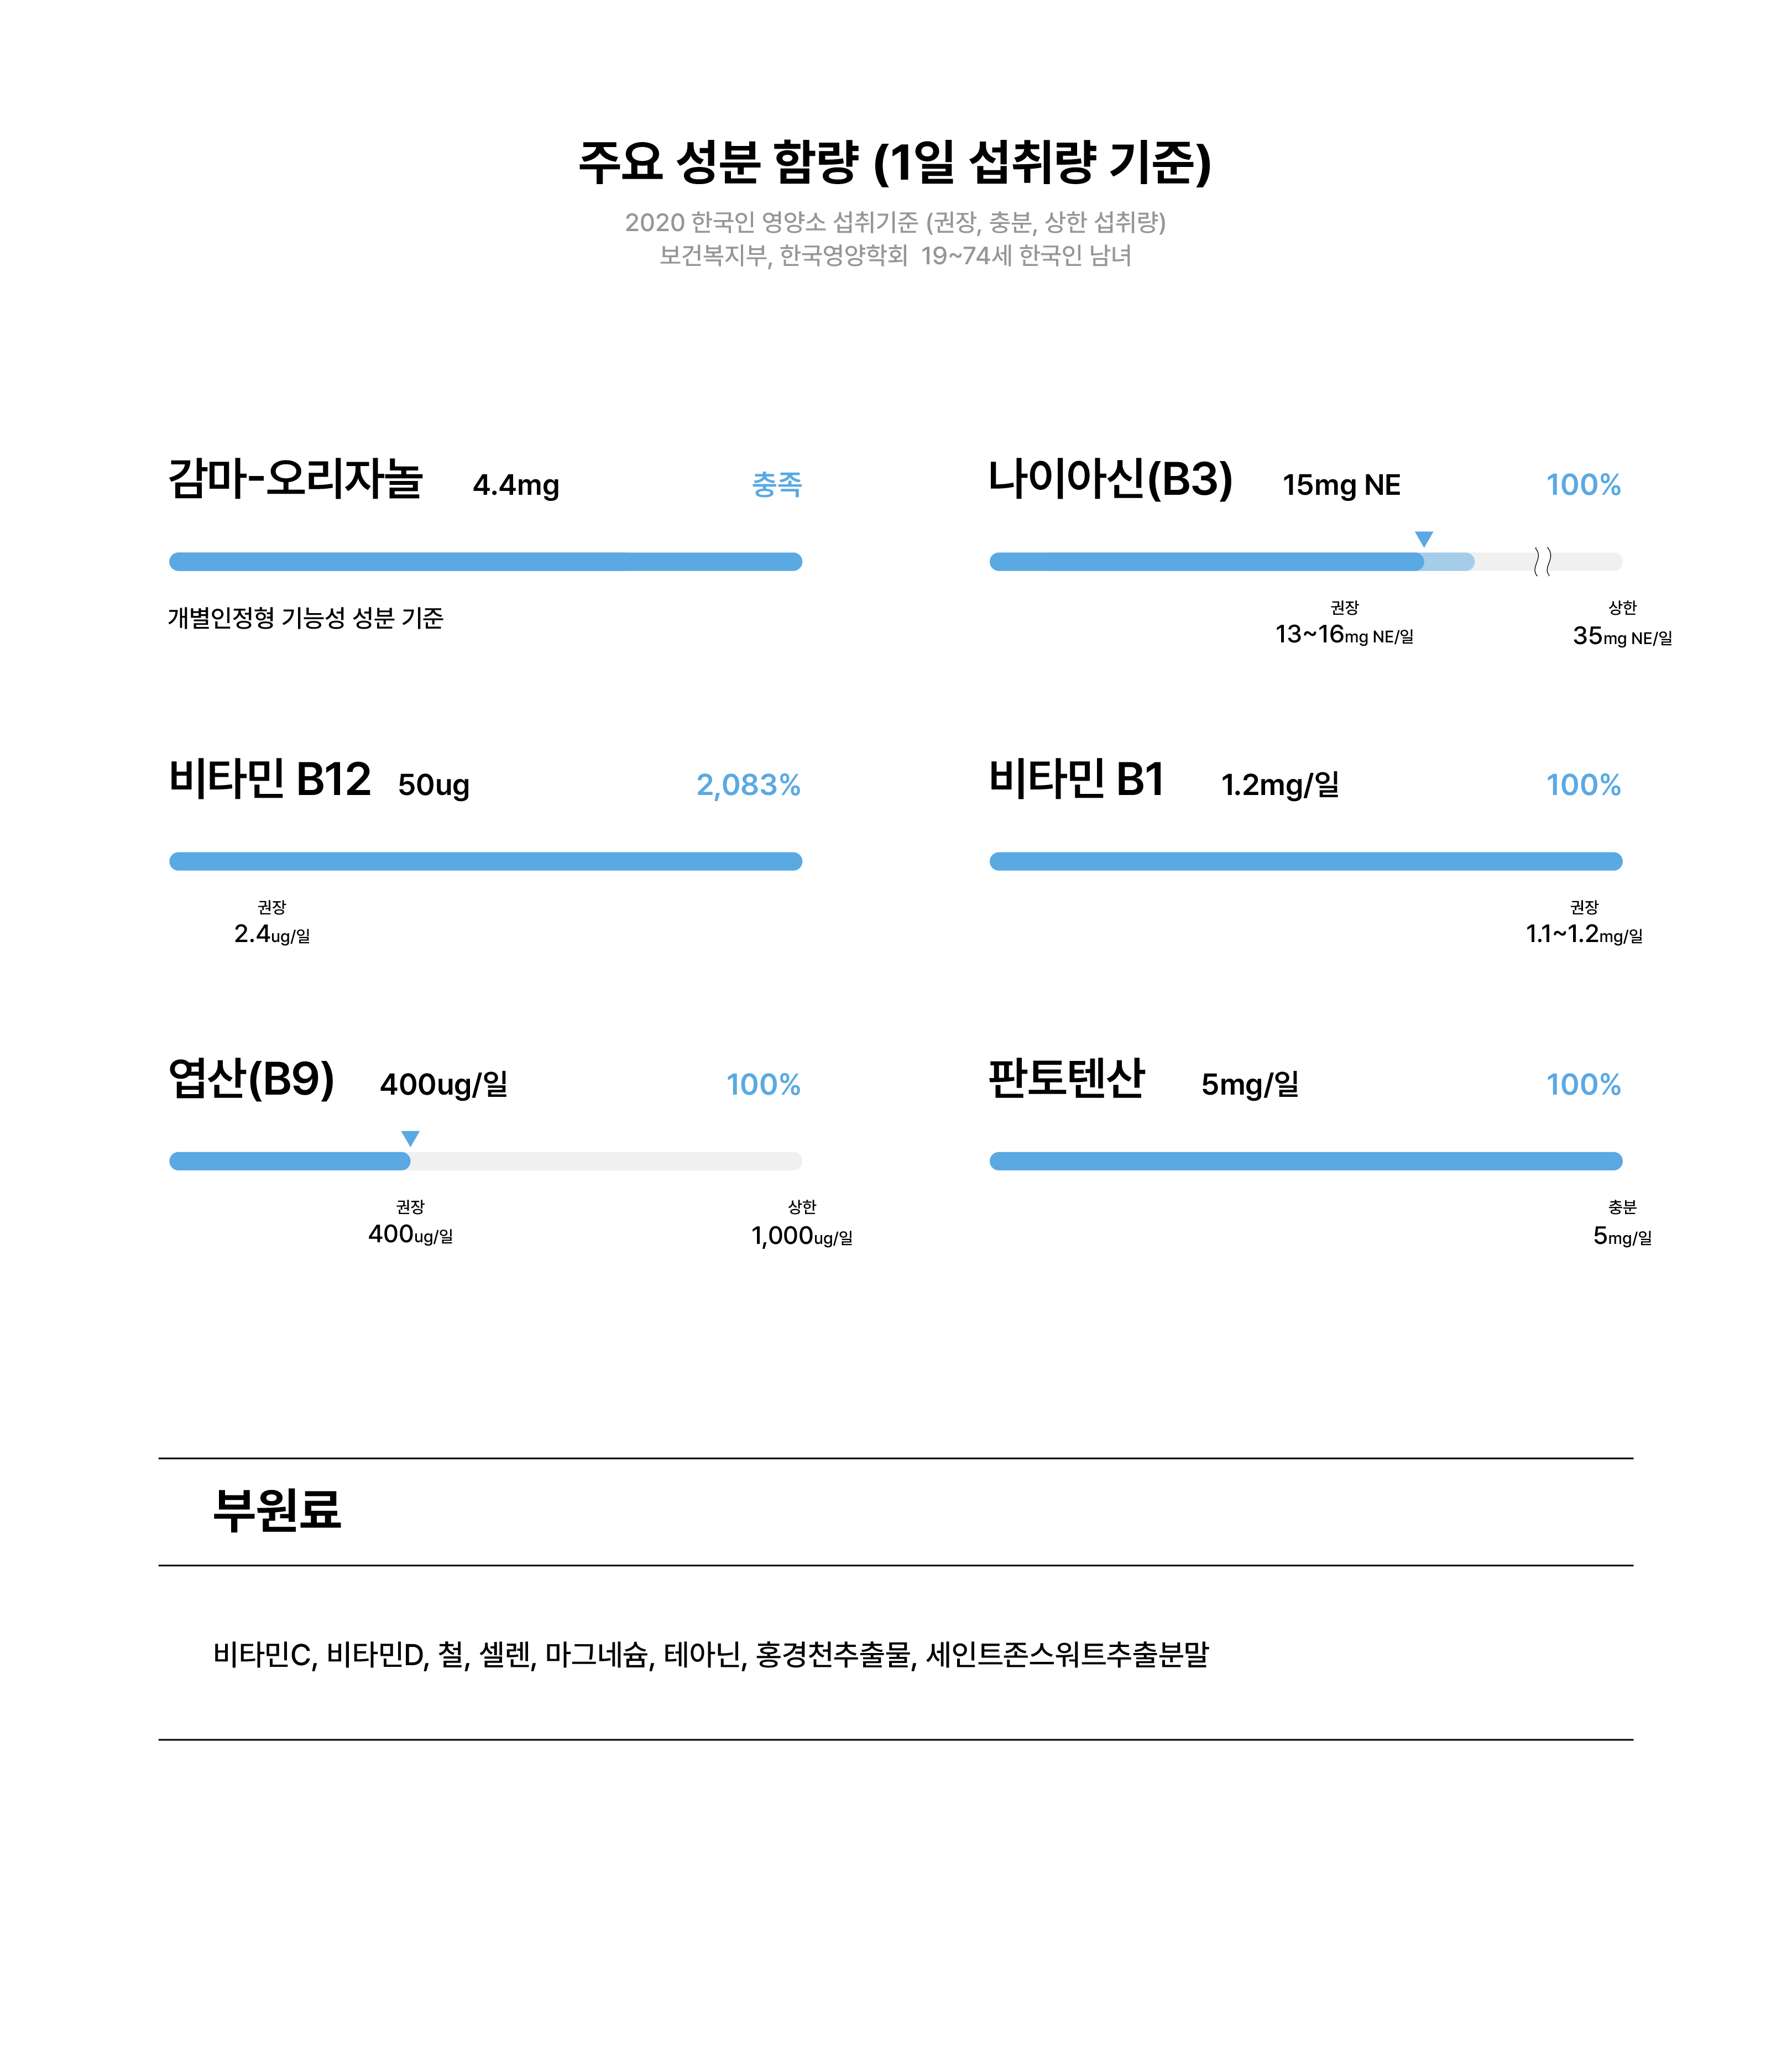 주요 성분 함량 (1일 섭취량 기준)
2020 한국인 영양소 섭취기준 (권장, 충분, 상한 섭취량)
보건복지부, 한국영양학회 19~74세 한국인 남녀
감마-오리자놀 4.4mg 충족
개별인정형 기능성 성분 기준
나이아신(B3) 15mg NE 100%
권장 상한
13~16mg NE/일 35mg NE/일
비타민 B12 50ug 2,083%
권장
2.4ug/일
비타민 B1 1.2mg/일 100%
권장
1.1~1.2mg/일
엽산(B9) 400ug/일 100%
권장 상한
400ug/일 1,000ug/일
판토텐산 5mg/일 100%
충분
5mg/일
부원료
비타민C, 비타민D, 철, 셀렌, 마그네슘, 테아닌, 홍경천추출물, 세인트존스워트추출분말